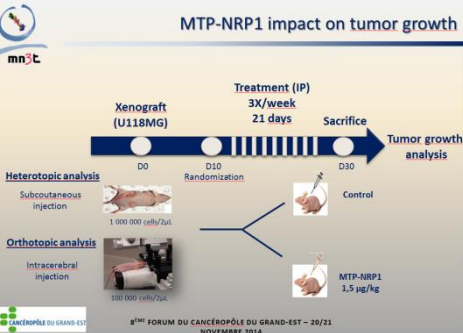 MTP-NRP1 impact on tumor growth
mn3t
Treatment (IP)
3X/week
21 days
Xenograft
(U118MG)
Sacrifice
Tumor growth
analysis
D0
D10
D30
Randomization
Heterotopic analysis
Subcutaneous
injection
1 000 000 cells/2µL
Control
Orthotopic analysis
Intracerebral
injection
100 000 cells/2µL
MTP-NRP1
1,5 µg/kg
CANCÉROPÔLE DU GRAND-EST
8ÈME FORUM DU CANCÉROPÔLE DU GRAND-EST – 20/21
NOVEMBRE 2014